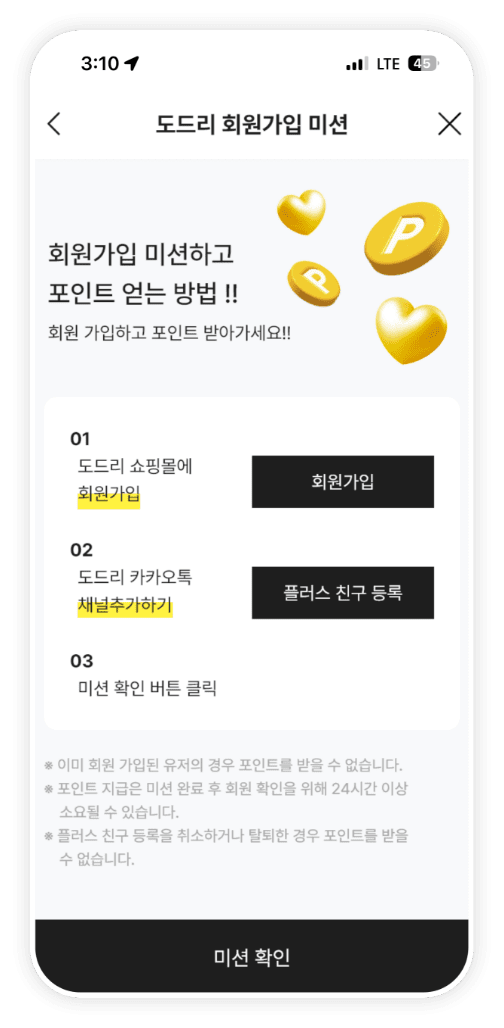 3:10 LTE 45
도드리 회원가입 미션
회원가입 미션하고
포인트 얻는 방법 !!
회원 가입하고 포인트 받아가세요!!
P
P
01
도드리 쇼핑몰에
회원가입
회원가입
02
도드리 카카오톡
채널추가하기
플러스 친구 등록
03
미션 확인 버튼 클릭
※ 이미 회원 가입된 유저의 경우 포인트를 받을 수 없습니다.
※ 포인트 지급은 미션 완료 후 회원 확인을 위해 24시간 이상
소요될 수 있습니다.
※ 플러스 친구 등록을 취소하거나 탈퇴한 경우 포인트를 받을
수 없습니다.
미션 확인